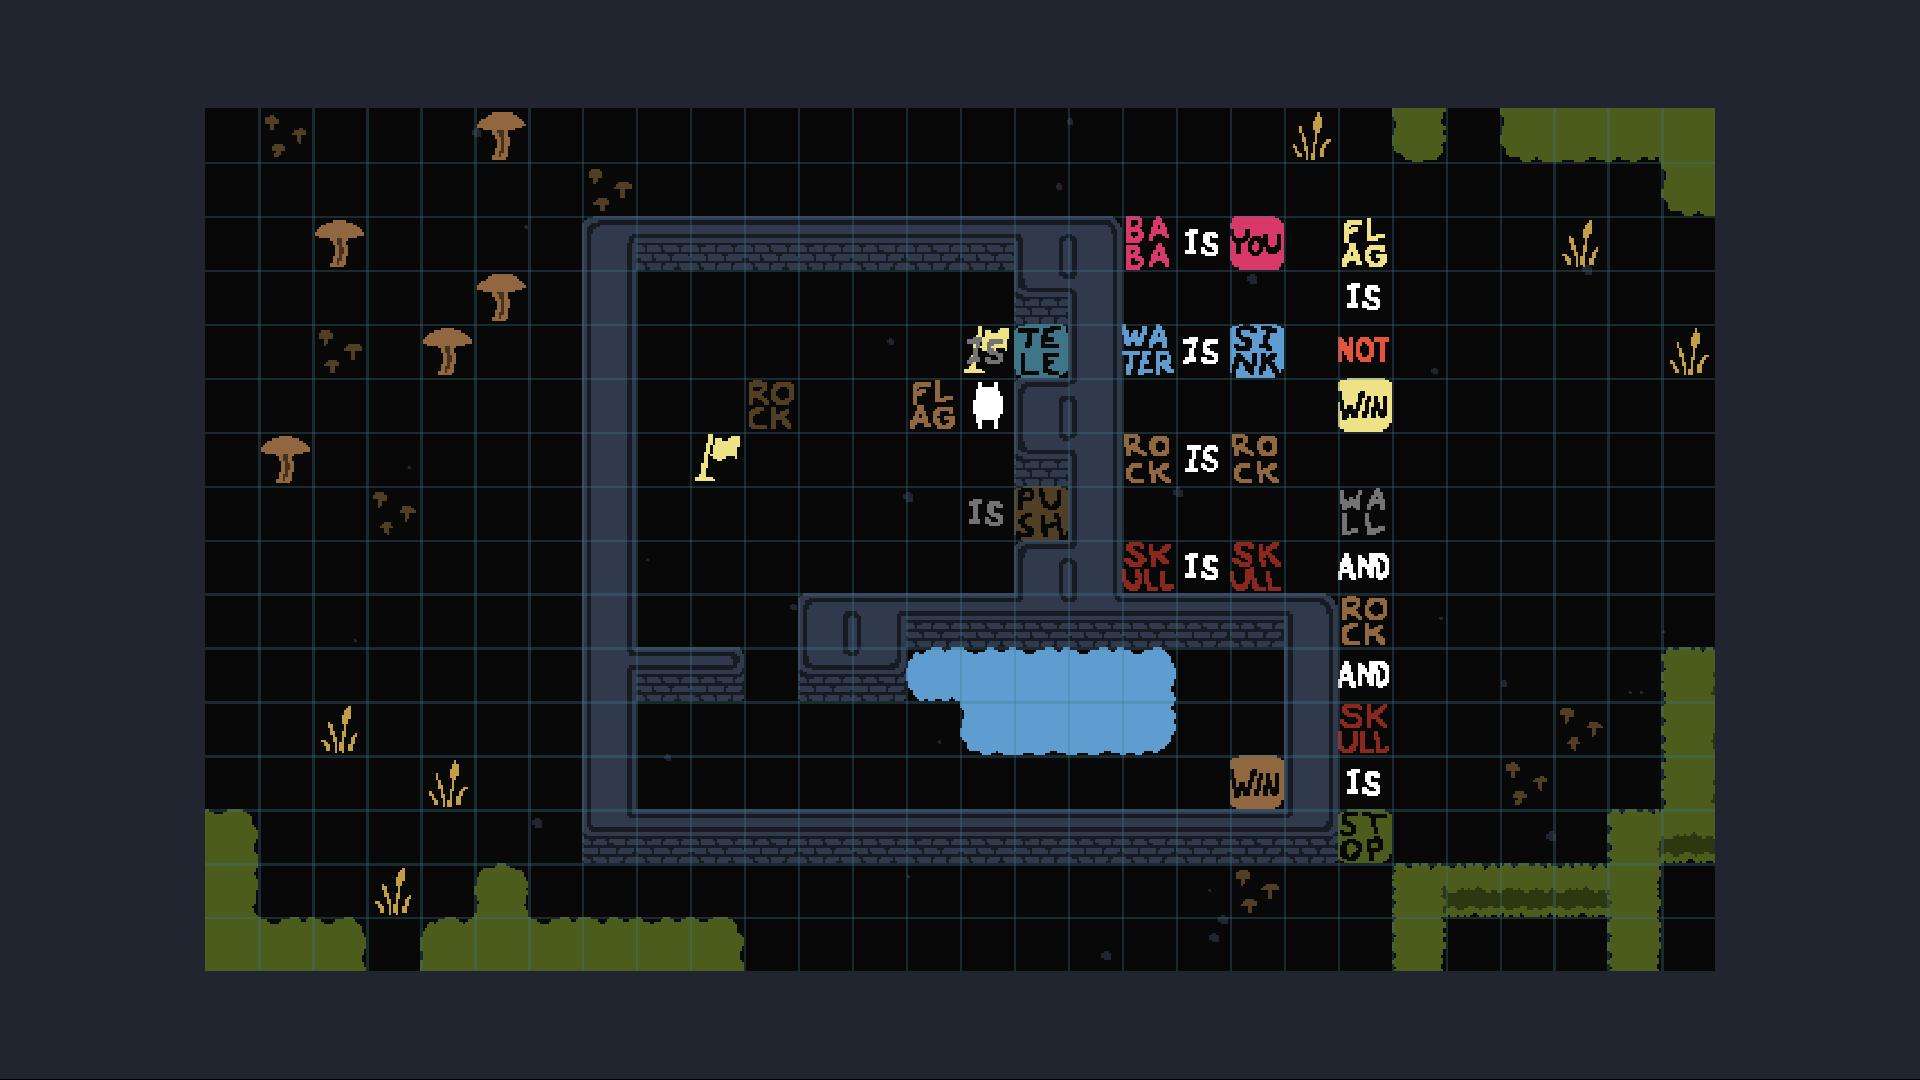 BABA IS YOU FLAG
IS
IS TELE WATER IS SINK NOT
ROCK FLAG WIN
ROCK IS ROCK
IS PUSH WALL
SKULL IS SKULL AND
ROCK
AND
SKULL
WIN IS
STOP